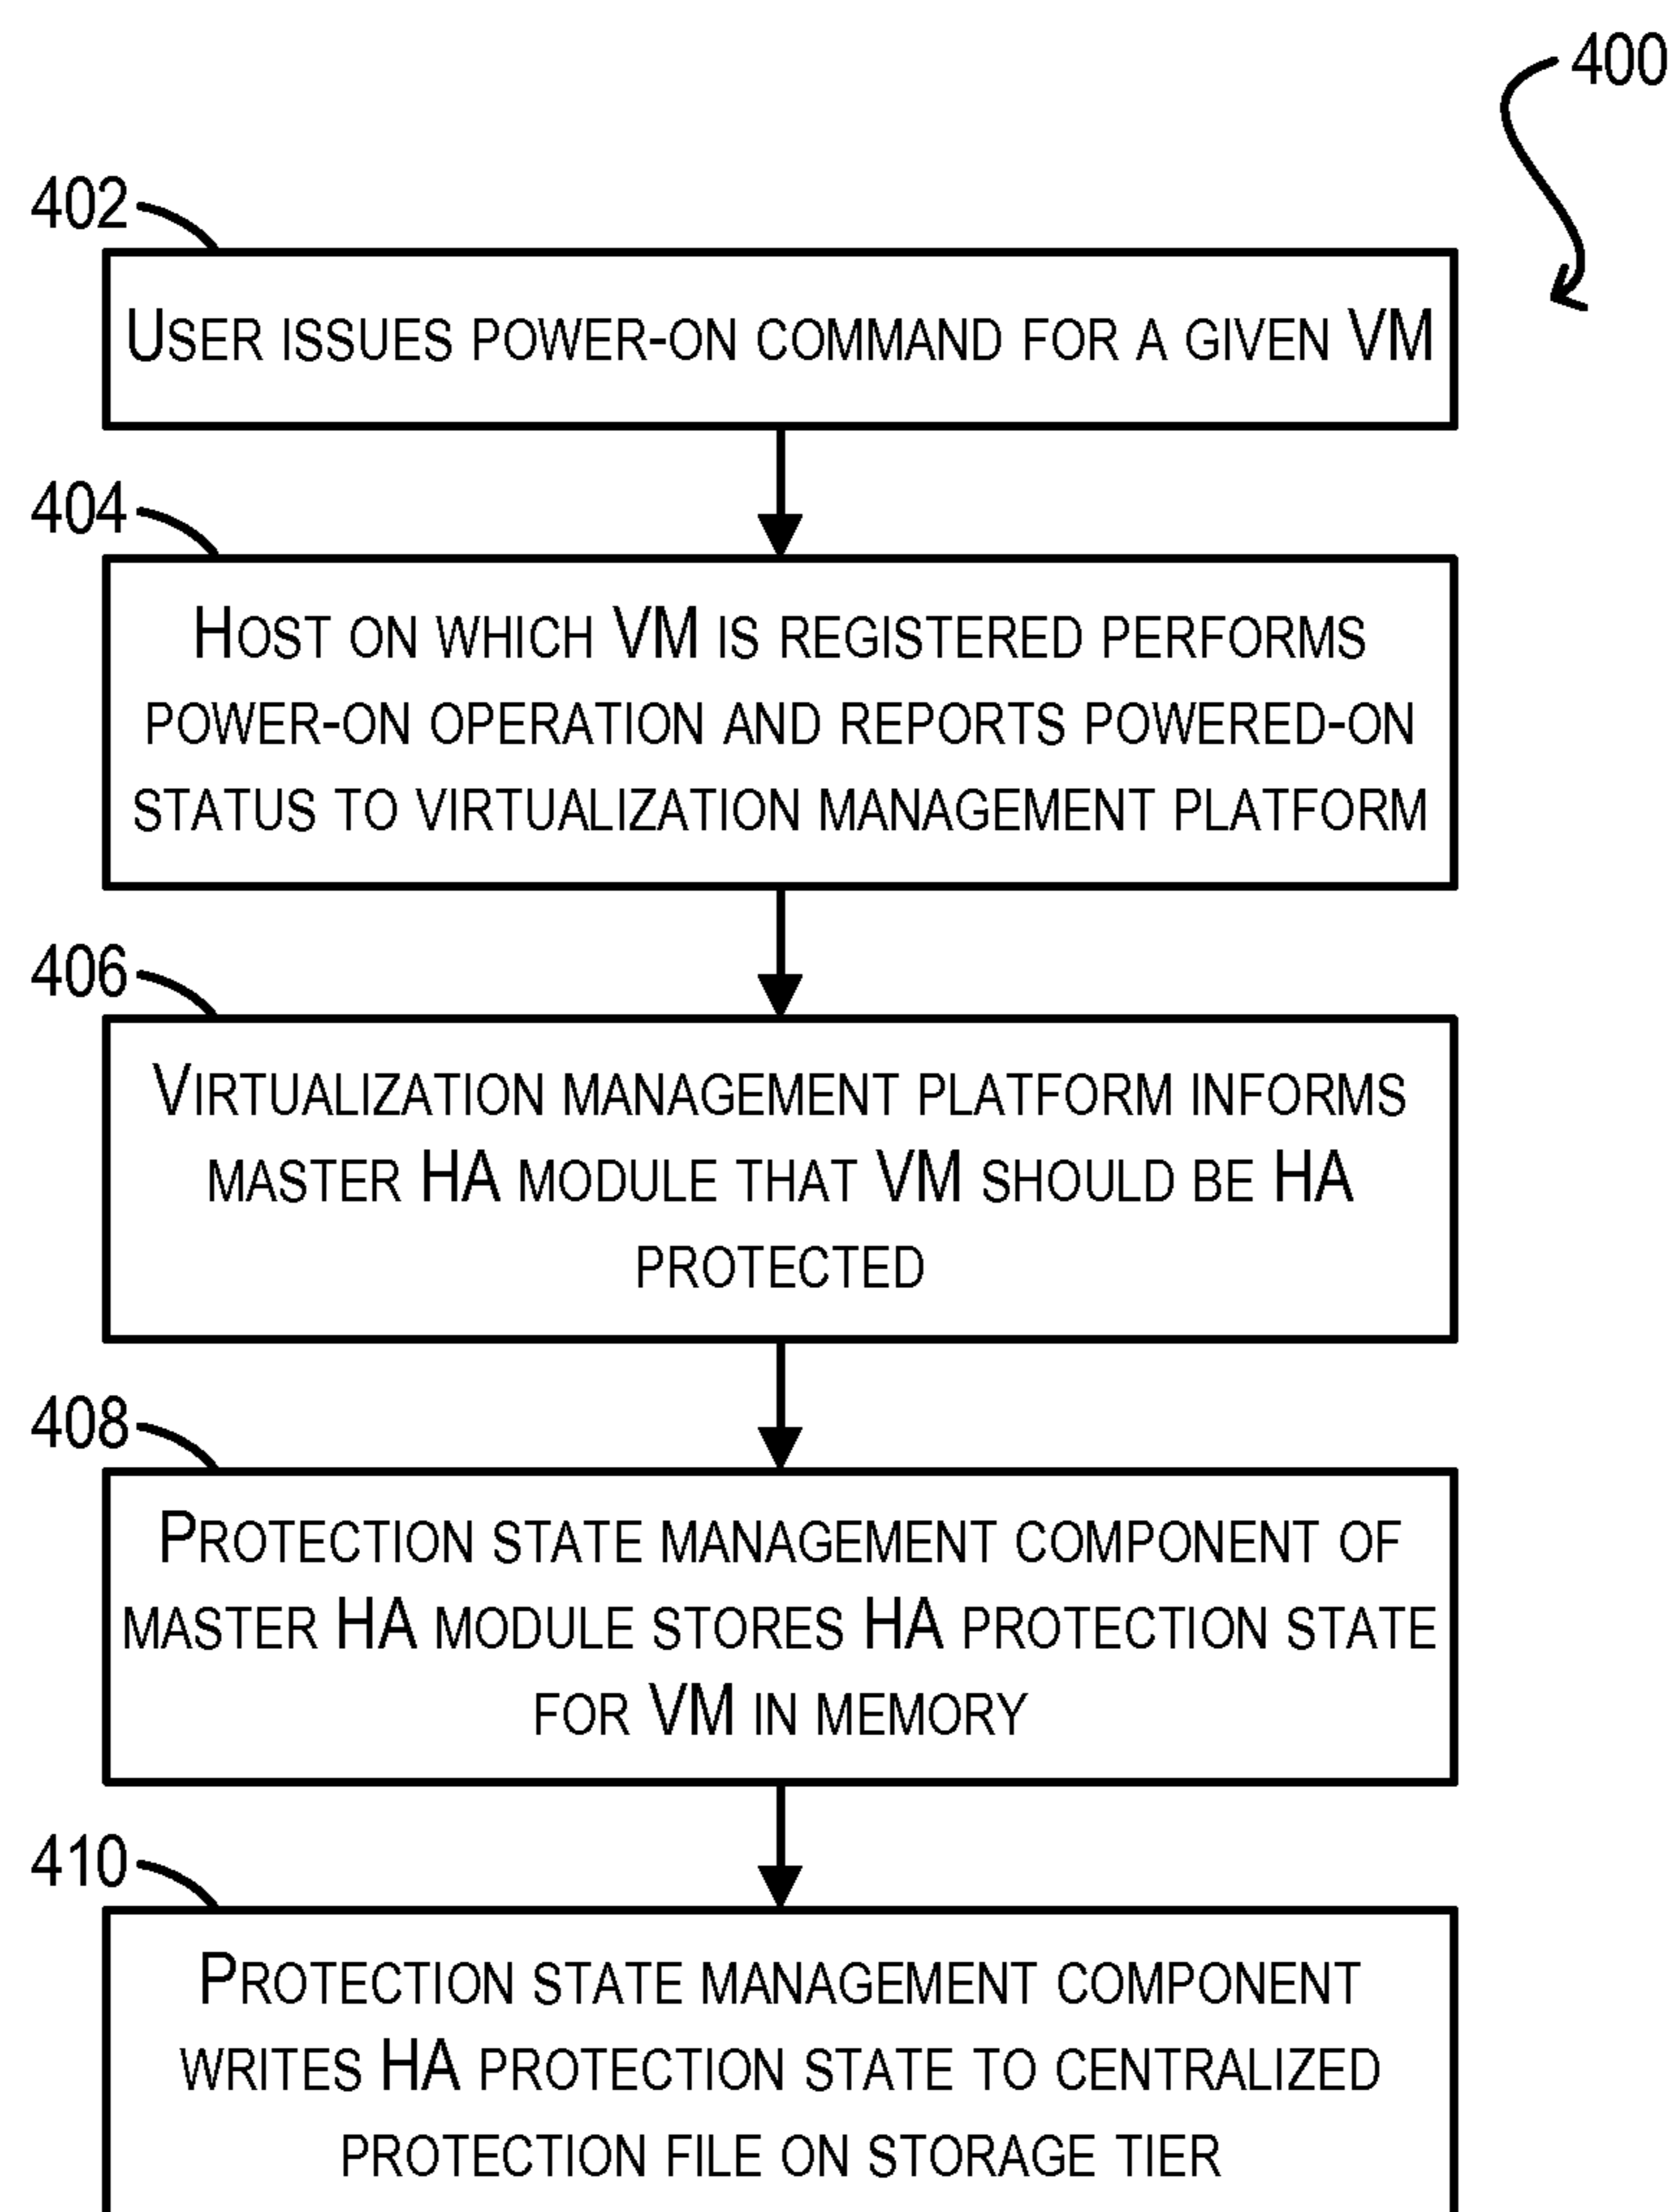 400
402
USER ISSUES POWER-ON COMMAND FOR A GIVEN VM
404
HOST ON WHICH VM IS REGISTERED PERFORMS
POWER-ON OPERATION AND REPORTS POWERED-ON
STATUS TO VIRTUALIZATION MANAGEMENT PLATFORM
406
VIRTUALIZATION MANAGEMENT PLATFORM INFORMS
MASTER HA MODULE THAT VM SHOULD BE HA
PROTECTED
408
PROTECTION STATE MANAGEMENT COMPONENT OF
MASTER HA MODULE STORES HA PROTECTION STATE
FOR VM IN MEMORY
410
PROTECTION STATE MANAGEMENT COMPONENT
WRITES HA PROTECTION STATE TO CENTRALIZED
PROTECTION FILE ON STORAGE TIER